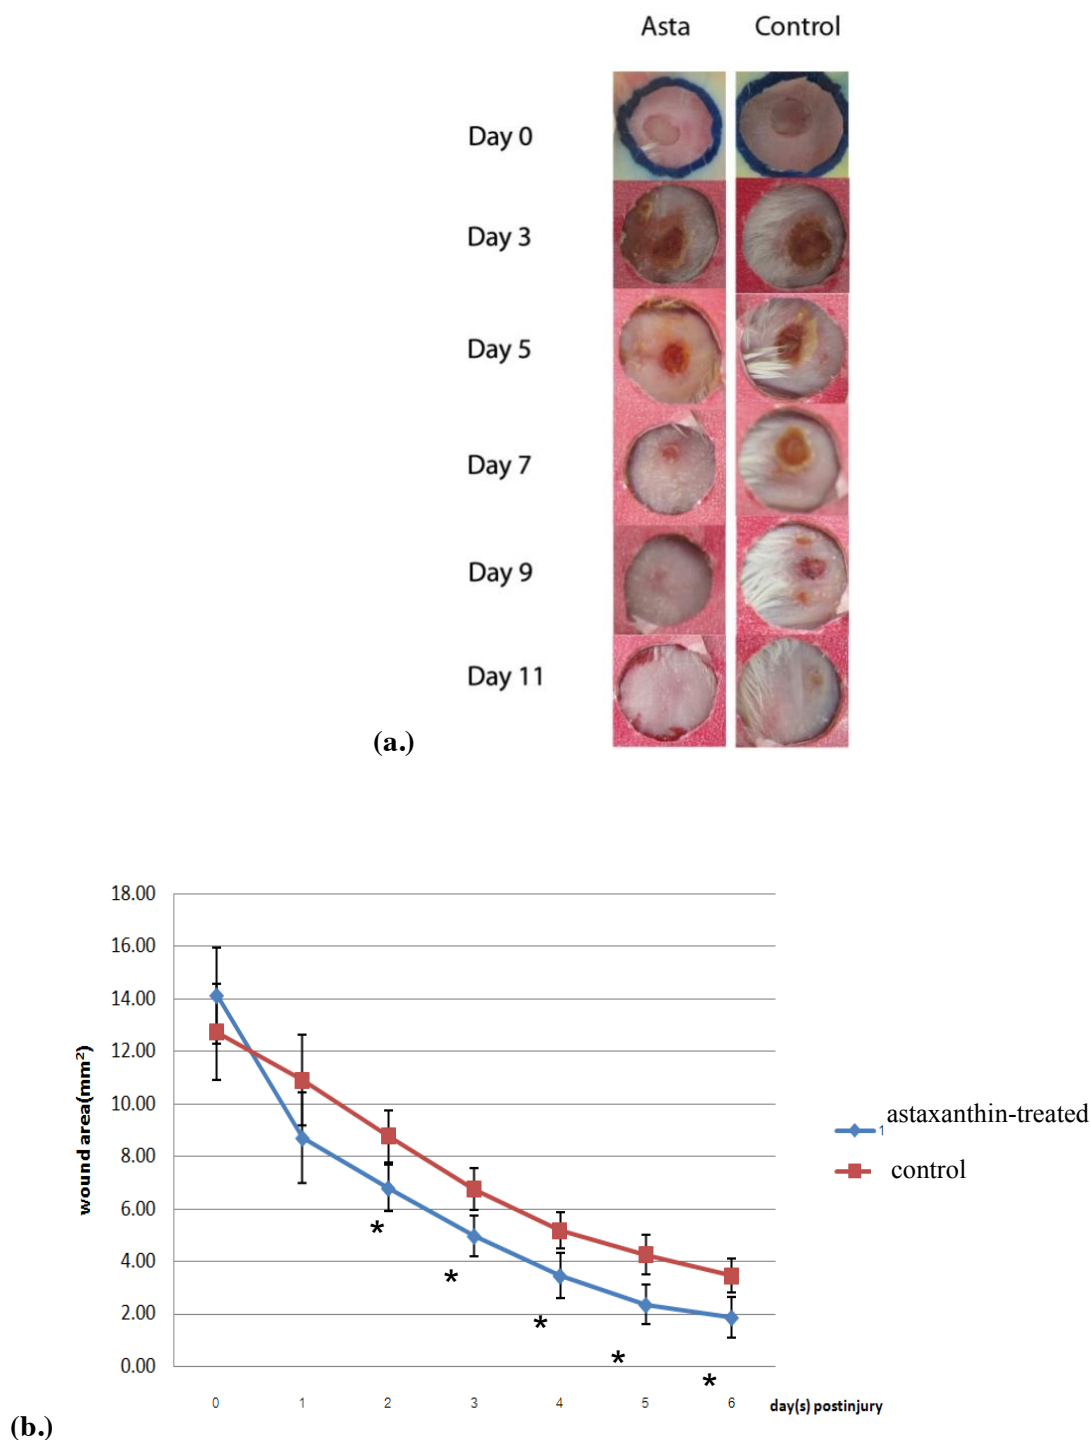 Asta Control
Day 0
Day 3
Day 5
Day 7
Day 9
Day 11
(a.)
18.00
16.00
14.00
12.00
10.00
8.00
6.00
4.00
2.00
0.00
wound area(mm²)
*
*
*
*
*
0 1 2 3 4 5 6 day(s) postinjury
astaxanthin-treated
control
(b.)